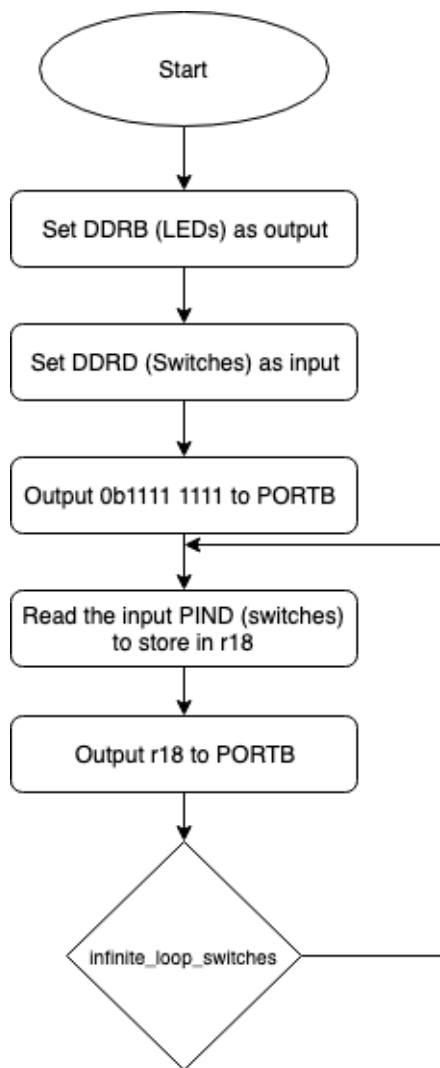 Start
Set DDRB (LEDs) as output
Set DDRD (Switches) as input
Output 0b1111 1111 to PORTB
Read the input PIND (switches)
to store in r18
Output r18 to PORTB
infinite_loop_switches